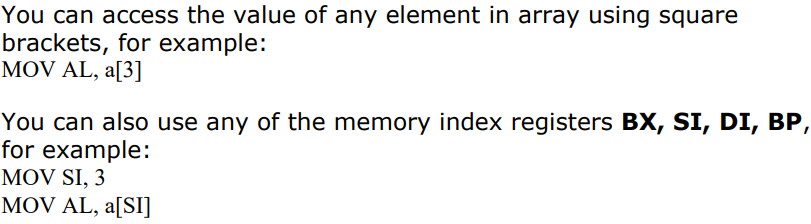 You can access the value of any element in array using square
brackets, for example:
MOV AL, a[3]
You can also use any of the memory index registers BX, SI, DI, BP,
for example:
MOV SI, 3
MOV AL, a[SI]